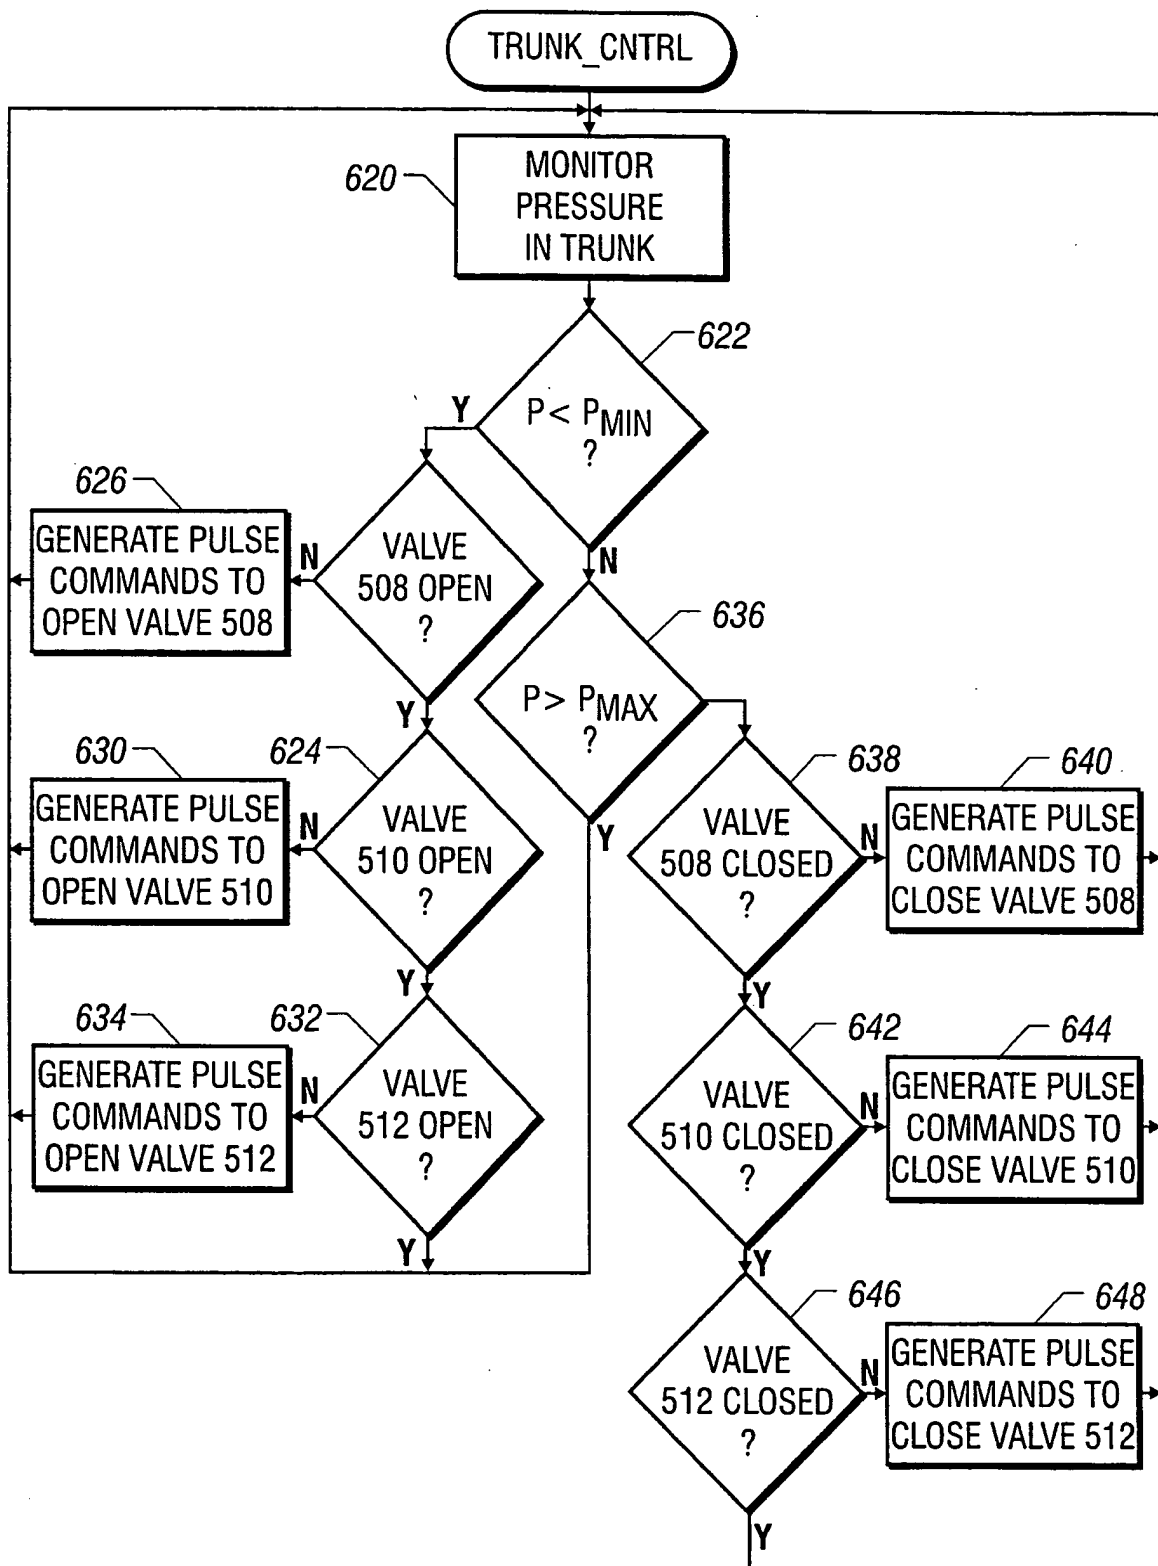 TRUNK_CNTRL
620
MONITOR
PRESSURE
IN TRUNK
622
P < PMIN
?
Y
N
626
GENERATE PULSE
COMMANDS TO
OPEN VALVE 508
N
VALVE
508 OPEN
?
Y
636
P > PMAX
?
Y
630
GENERATE PULSE
COMMANDS TO
OPEN VALVE 510
624
N
VALVE
510 OPEN
?
Y
638
VALVE
508 CLOSED
?
N
Y
640
GENERATE PULSE
COMMANDS TO
CLOSE VALVE 508
634
GENERATE PULSE
COMMANDS TO
OPEN VALVE 512
632
N
VALVE
512 OPEN
?
Y
642
VALVE
510 CLOSED
?
N
Y
644
GENERATE PULSE
COMMANDS TO
CLOSE VALVE 510
646
VALVE
512 CLOSED
?
N
Y
648
GENERATE PULSE
COMMANDS TO
CLOSE VALVE 512